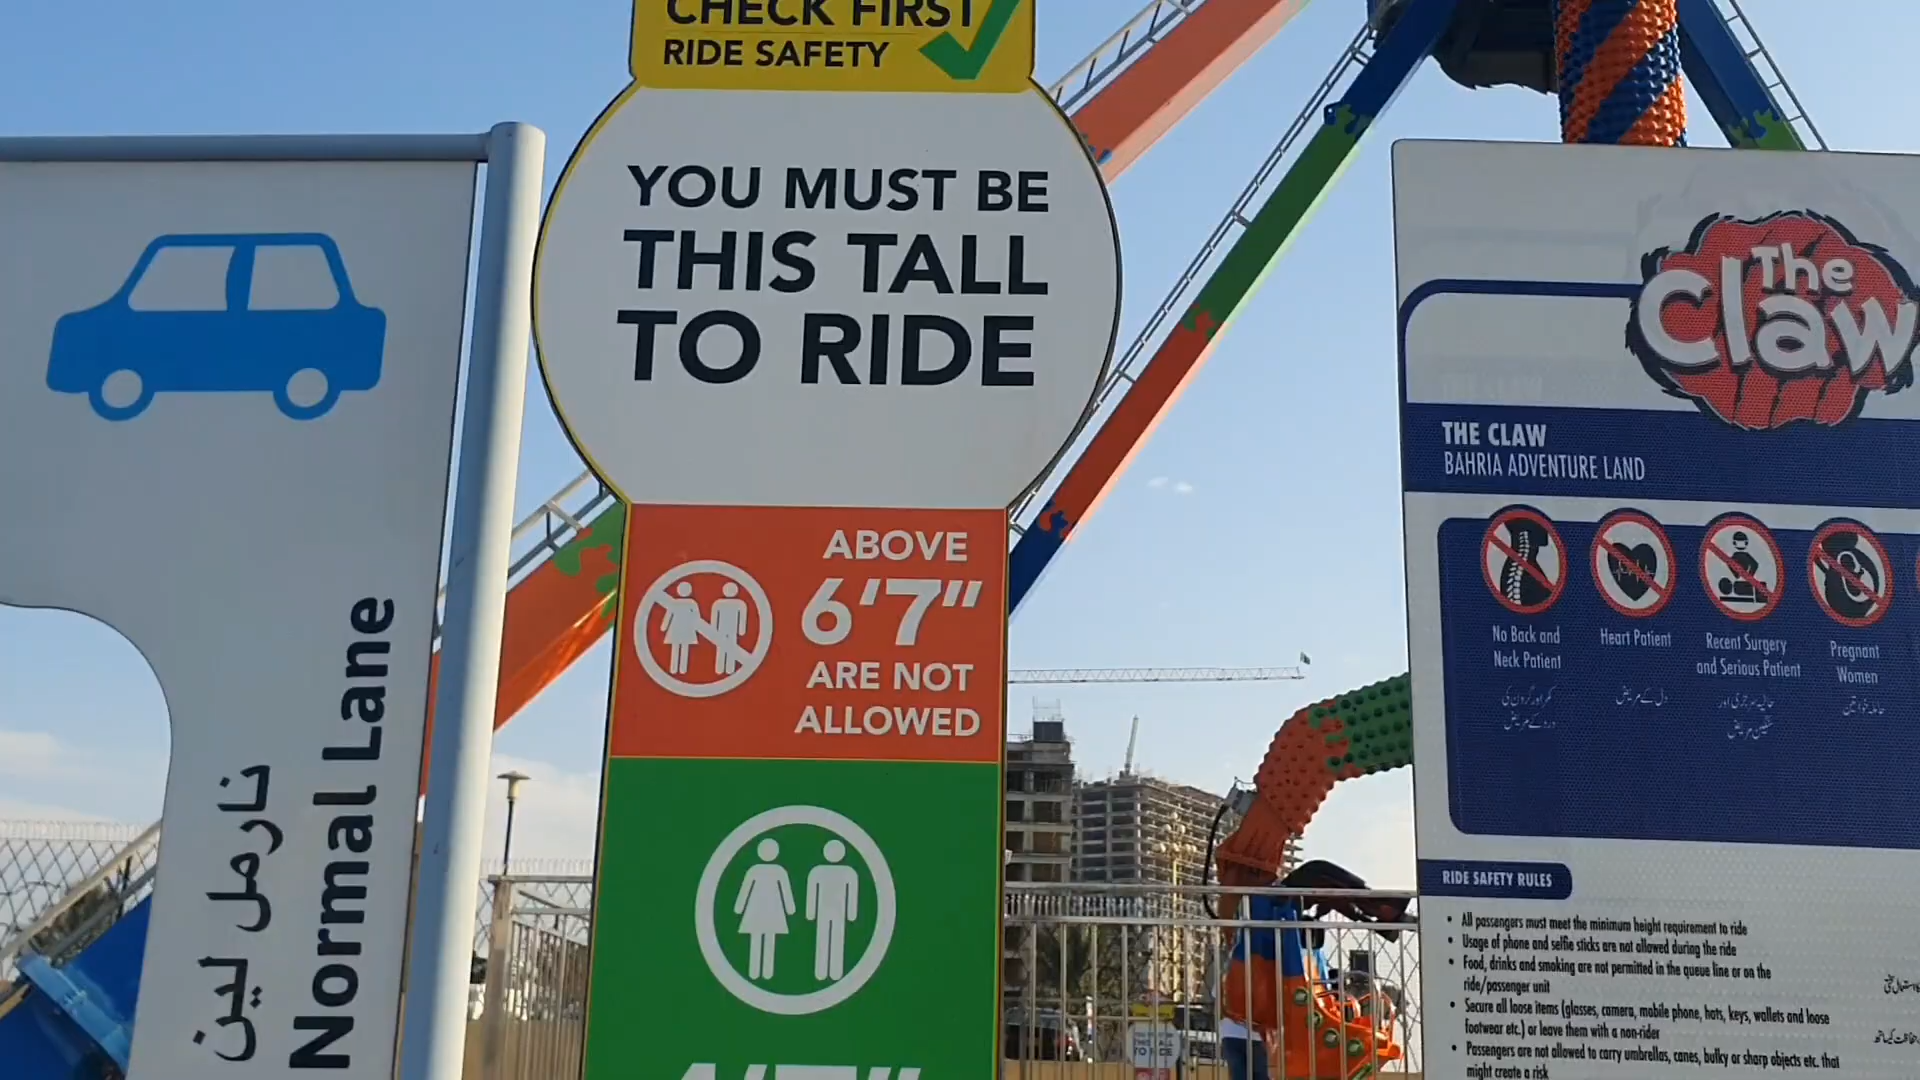 نارمل لین
Normal Lane
CHECK FIRST
RIDE SAFETY
YOU MUST BE
THIS TALL
TO RIDE
ABOVE
6'7"
ARE NOT
ALLOWED
The
Claw
THE CLAW
BAHRIA ADVENTURE LAND
No Back and
Neck Patient
Heart Patient
دل کے مریض
Recent Surgery
and Serious Patient
Pregnant
Women
حاملہ خواتین
RIDE SAFETY RULES
• All passengers must meet the minimum height requirement to ride
• Usage of phone and selfie sticks are not allowed during the ride
• Food, drinks and smoking are not permitted in the queue line or on the
ride/passenger unit
• Secure all loose items (glasses, camera, mobile phone, hats, keys, wallets and loose
footwear etc.) or leave them with a non-rider
• Passengers are not allowed to carry umbrellas, canes, bulky or sharp objects etc. that
might create a risk